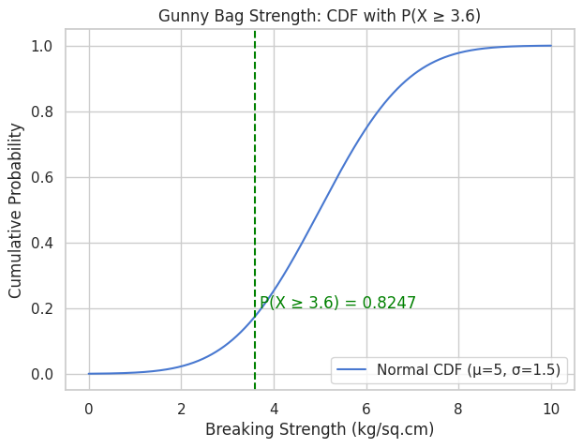 Gunny Bag Strength: CDF with P(X ≥ 3.6)
Cumulative Probability
1.0
0.8
0.6
0.4
0.2
0.0
P(X ≥ 3.6) = 0.8247
Normal CDF (μ=5, σ=1.5)
0 2 4 6 8 10
Breaking Strength (kg/sq.cm)